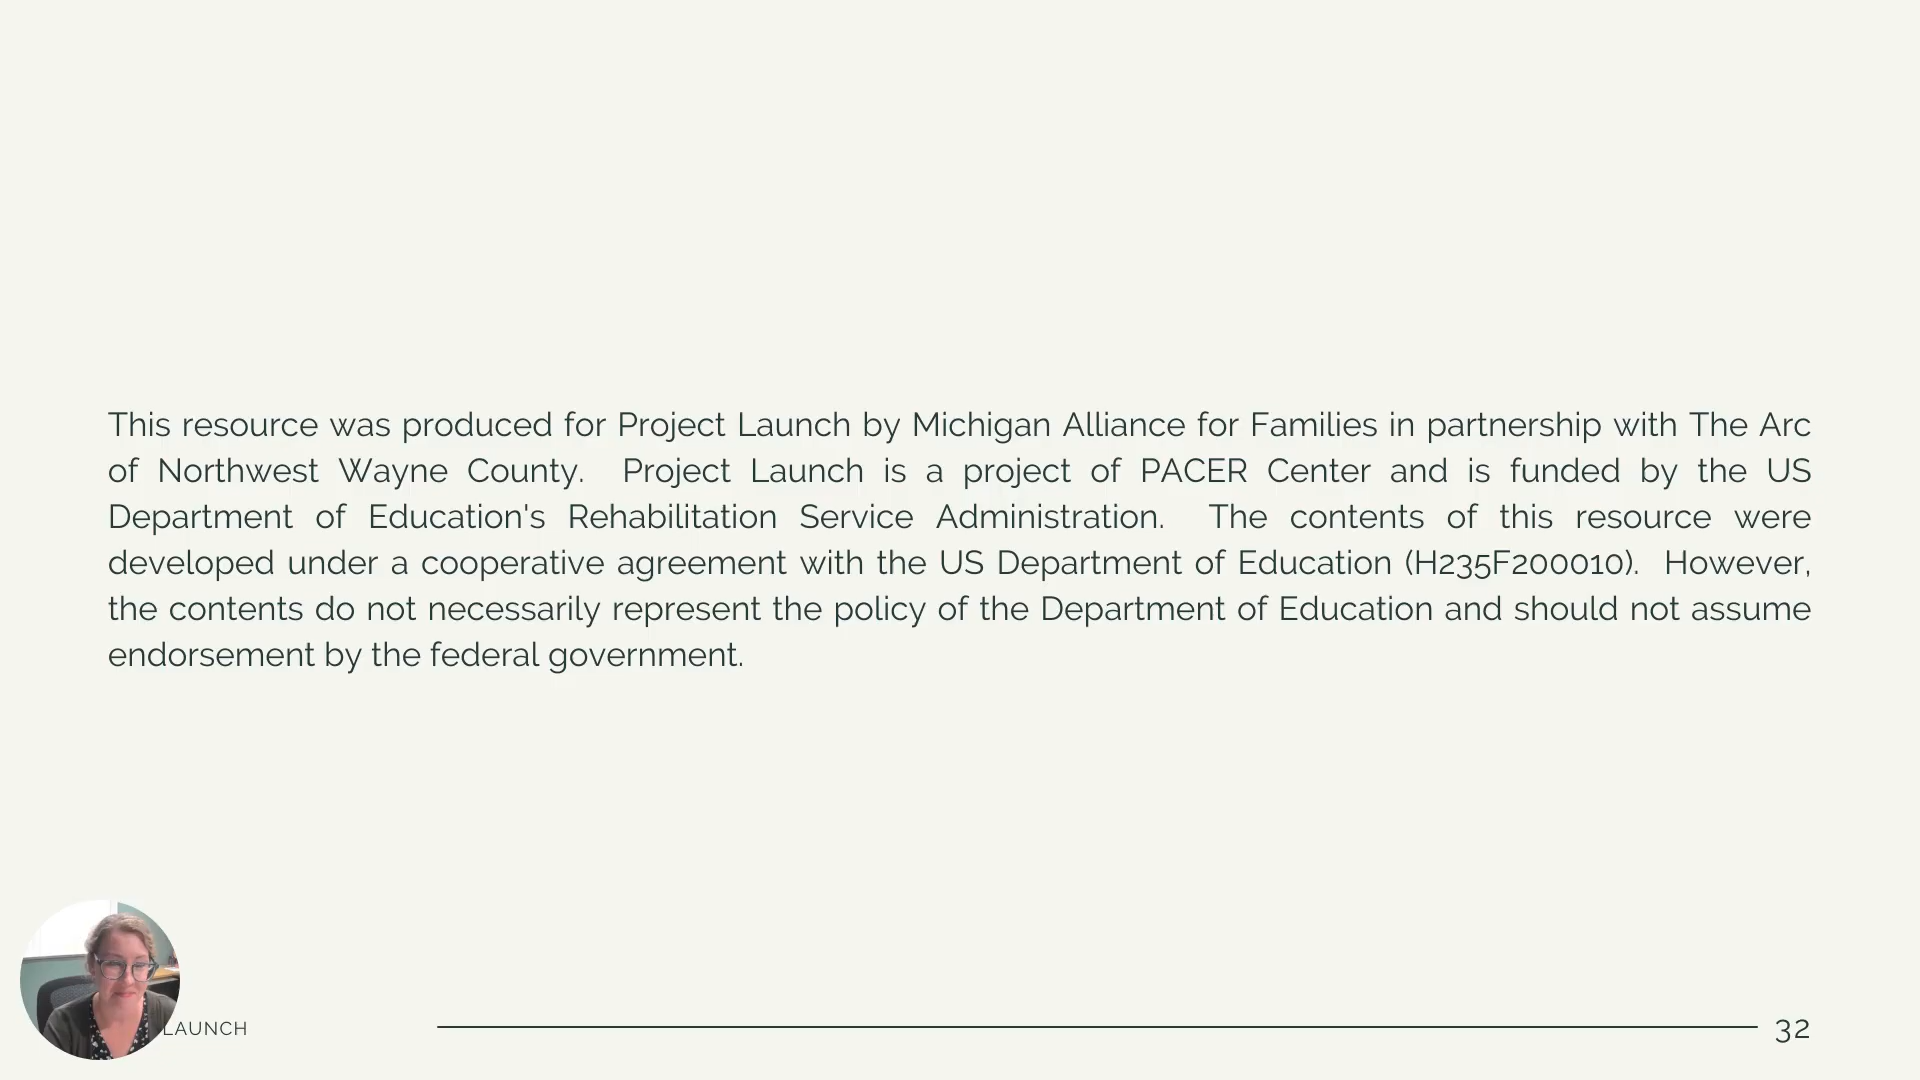 This resource was produced for Project Launch by Michigan Alliance for Families in partnership with The Arc
of Northwest Wayne County.  Project Launch is a project of PACER Center and is funded by the US
Department of Education's Rehabilitation Service Administration.  The contents of this resource were
developed under a cooperative agreement with the US Department of Education (H235F200010).  However,
the contents do not necessarily represent the policy of the Department of Education and should not assume
endorsement by the federal government.
LAUNCH
32